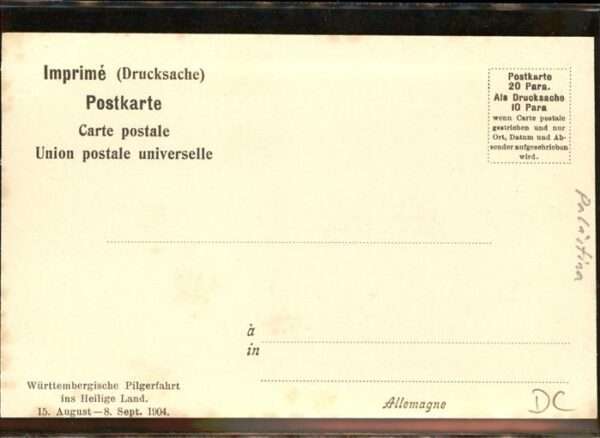 Imprimé (Drucksache)
Postkarte
Carte postale
Union postale universelle
Postkarte
20 Para.
Als Drucksache
10 Para
wenn Carte postale
gestrichen und nur
Ort, Datum und Ab-
sender aufgeschrieben
wird.
Palästina
à
in
Württembergische Pilgerfahrt
ins Heilige Land.
15. August—8. Sept. 1904.
Allemagne
DC